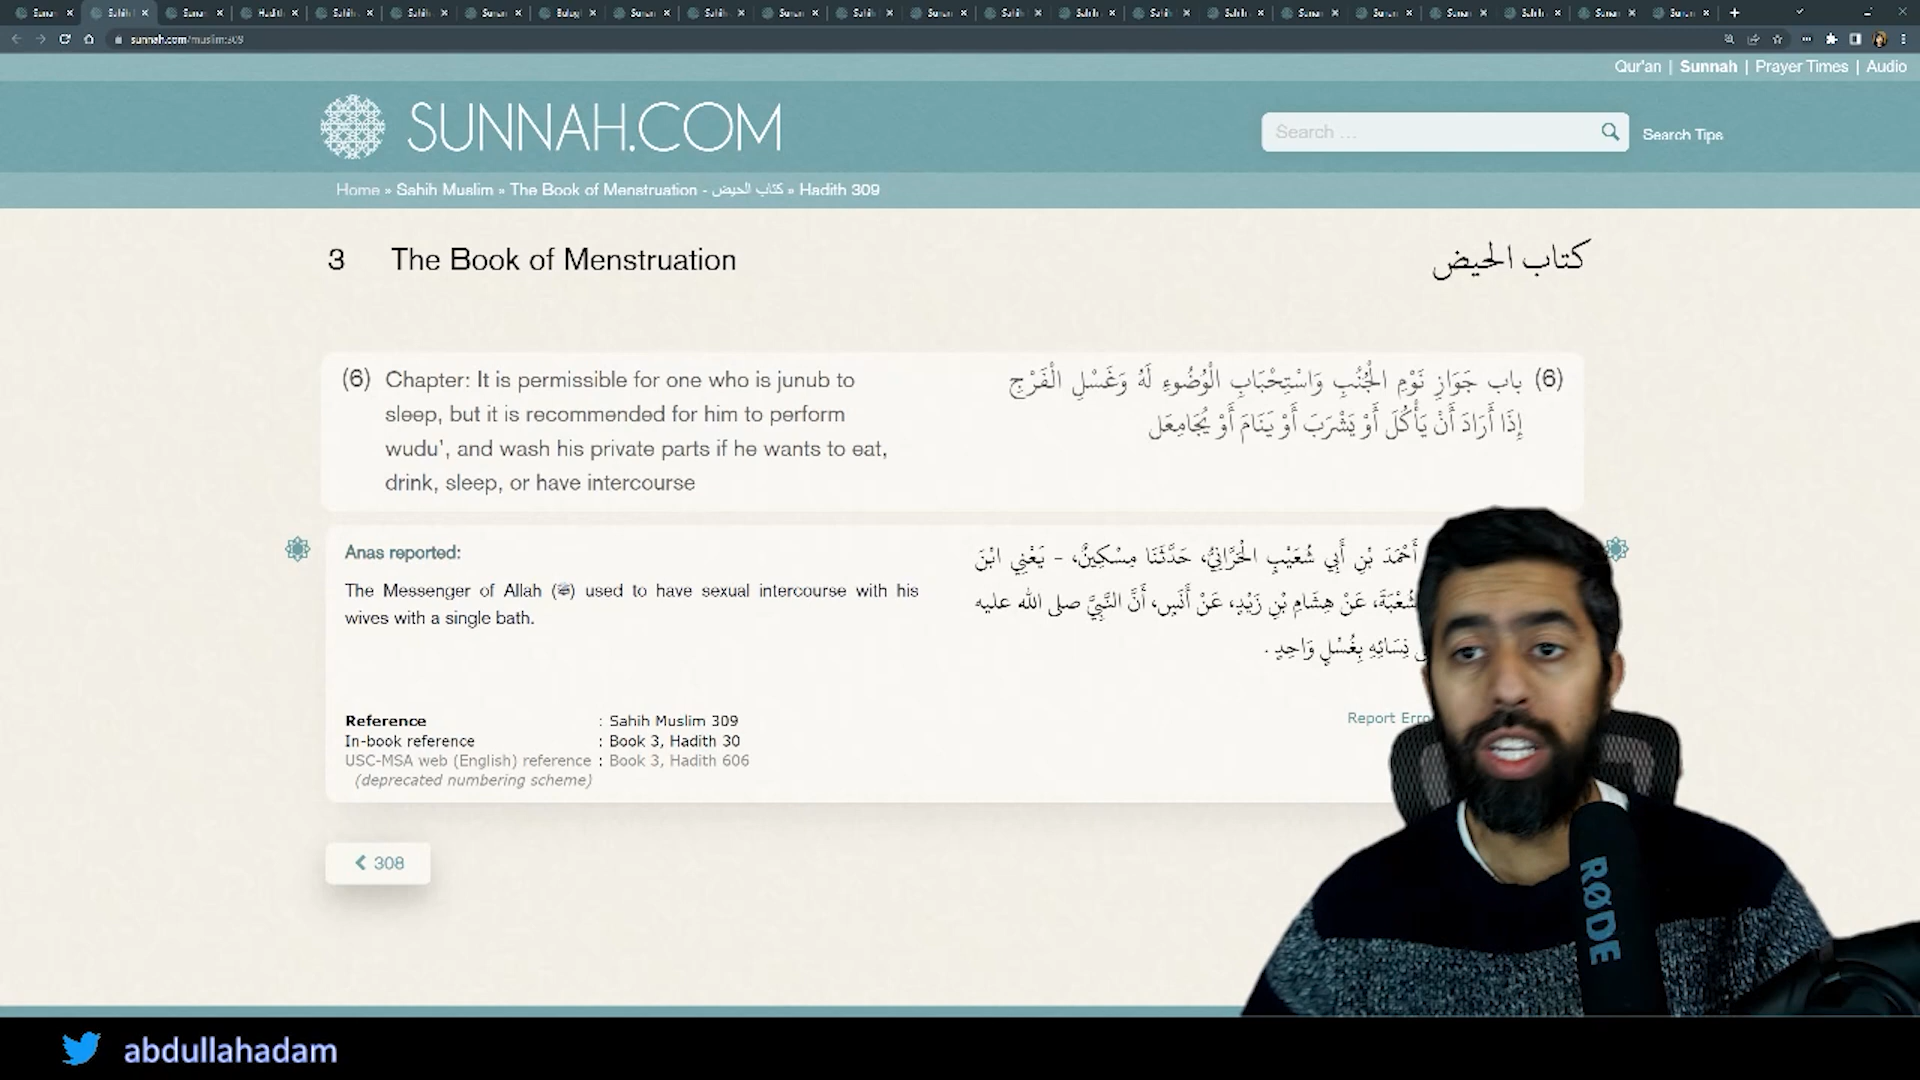 sunnah.com/muslim:309
Qur'an | Sunnah | Prayer Times | Audio
SUNNAH.COM
Search ...
Search Tips
Home » Sahih Muslim » The Book of Menstruation - كتاب الحيض » Hadith 309
3 The Book of Menstruation كتاب الحيض
(6) Chapter: It is permissible for one who is junub to
sleep, but it is recommended for him to perform
wudu', and wash his private parts if he wants to eat,
drink, sleep, or have intercourse
(6) باب جَوَازِ نَوْمِ الْجُنُبِ وَاسْتِحْبَابِ الْوُضُوءِ لَهُ وَغَسْلِ الْفَرْجِ
إِذَا أَرَادَ أَنْ يَأْكُلَ أَوْ يَشْرَبَ أَوْ يَنَامَ أَوْ يُجَامِعَل
Anas reported:
The Messenger of Allah (ﷺ) used to have sexual intercourse with his
wives with a single bath.
أَحْمَدَ بْنِ أَبِي شُعَيْبٍ الْحَرَّانِيُّ، حَدَّثَنَا مِسْكِينٌ، - يَعْنِي ابْنَ
شُعْبَةَ، عَنْ هِشَامِ بْنِ زَيْدٍ، عَنْ أَنَسٍ، أَنَّ النَّبِيَّ صلى الله عليه
نِسَائِهِ بِغُسْلٍ وَاحِدٍ .
Reference : Sahih Muslim 309
In-book reference : Book 3, Hadith 30
USC-MSA web (English) reference : Book 3, Hadith 606
(deprecated numbering scheme)
Report Erro
308
RØDE
abdullahadam